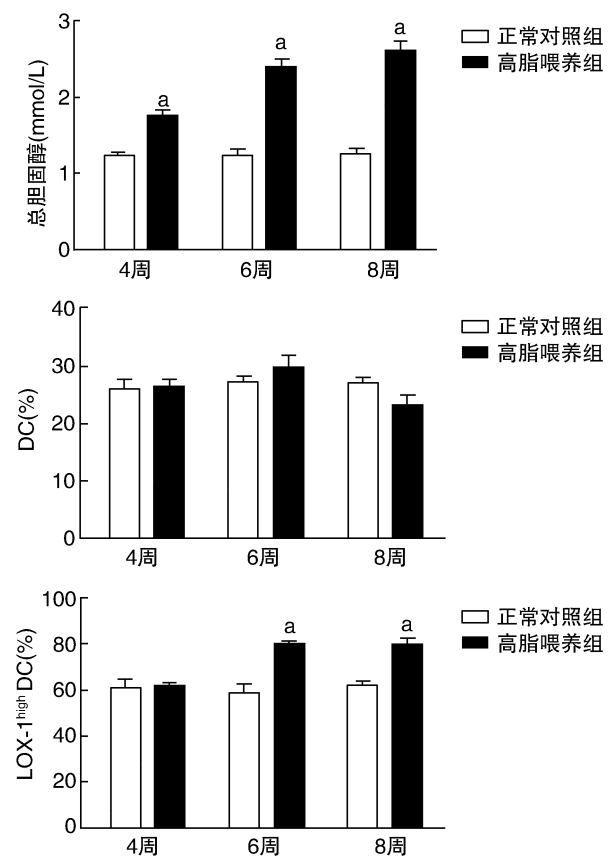 总胆固醇(mmol/L)
3
2
1
0
a
a
a
4周
6周
8周
正常对照组
高脂喂养组
DC(%)
40
30
20
10
0
4周
6周
8周
正常对照组
高脂喂养组
LOX-1high DC(%)
100
80
60
40
20
0
a
a
4周
6周
8周
正常对照组
高脂喂养组